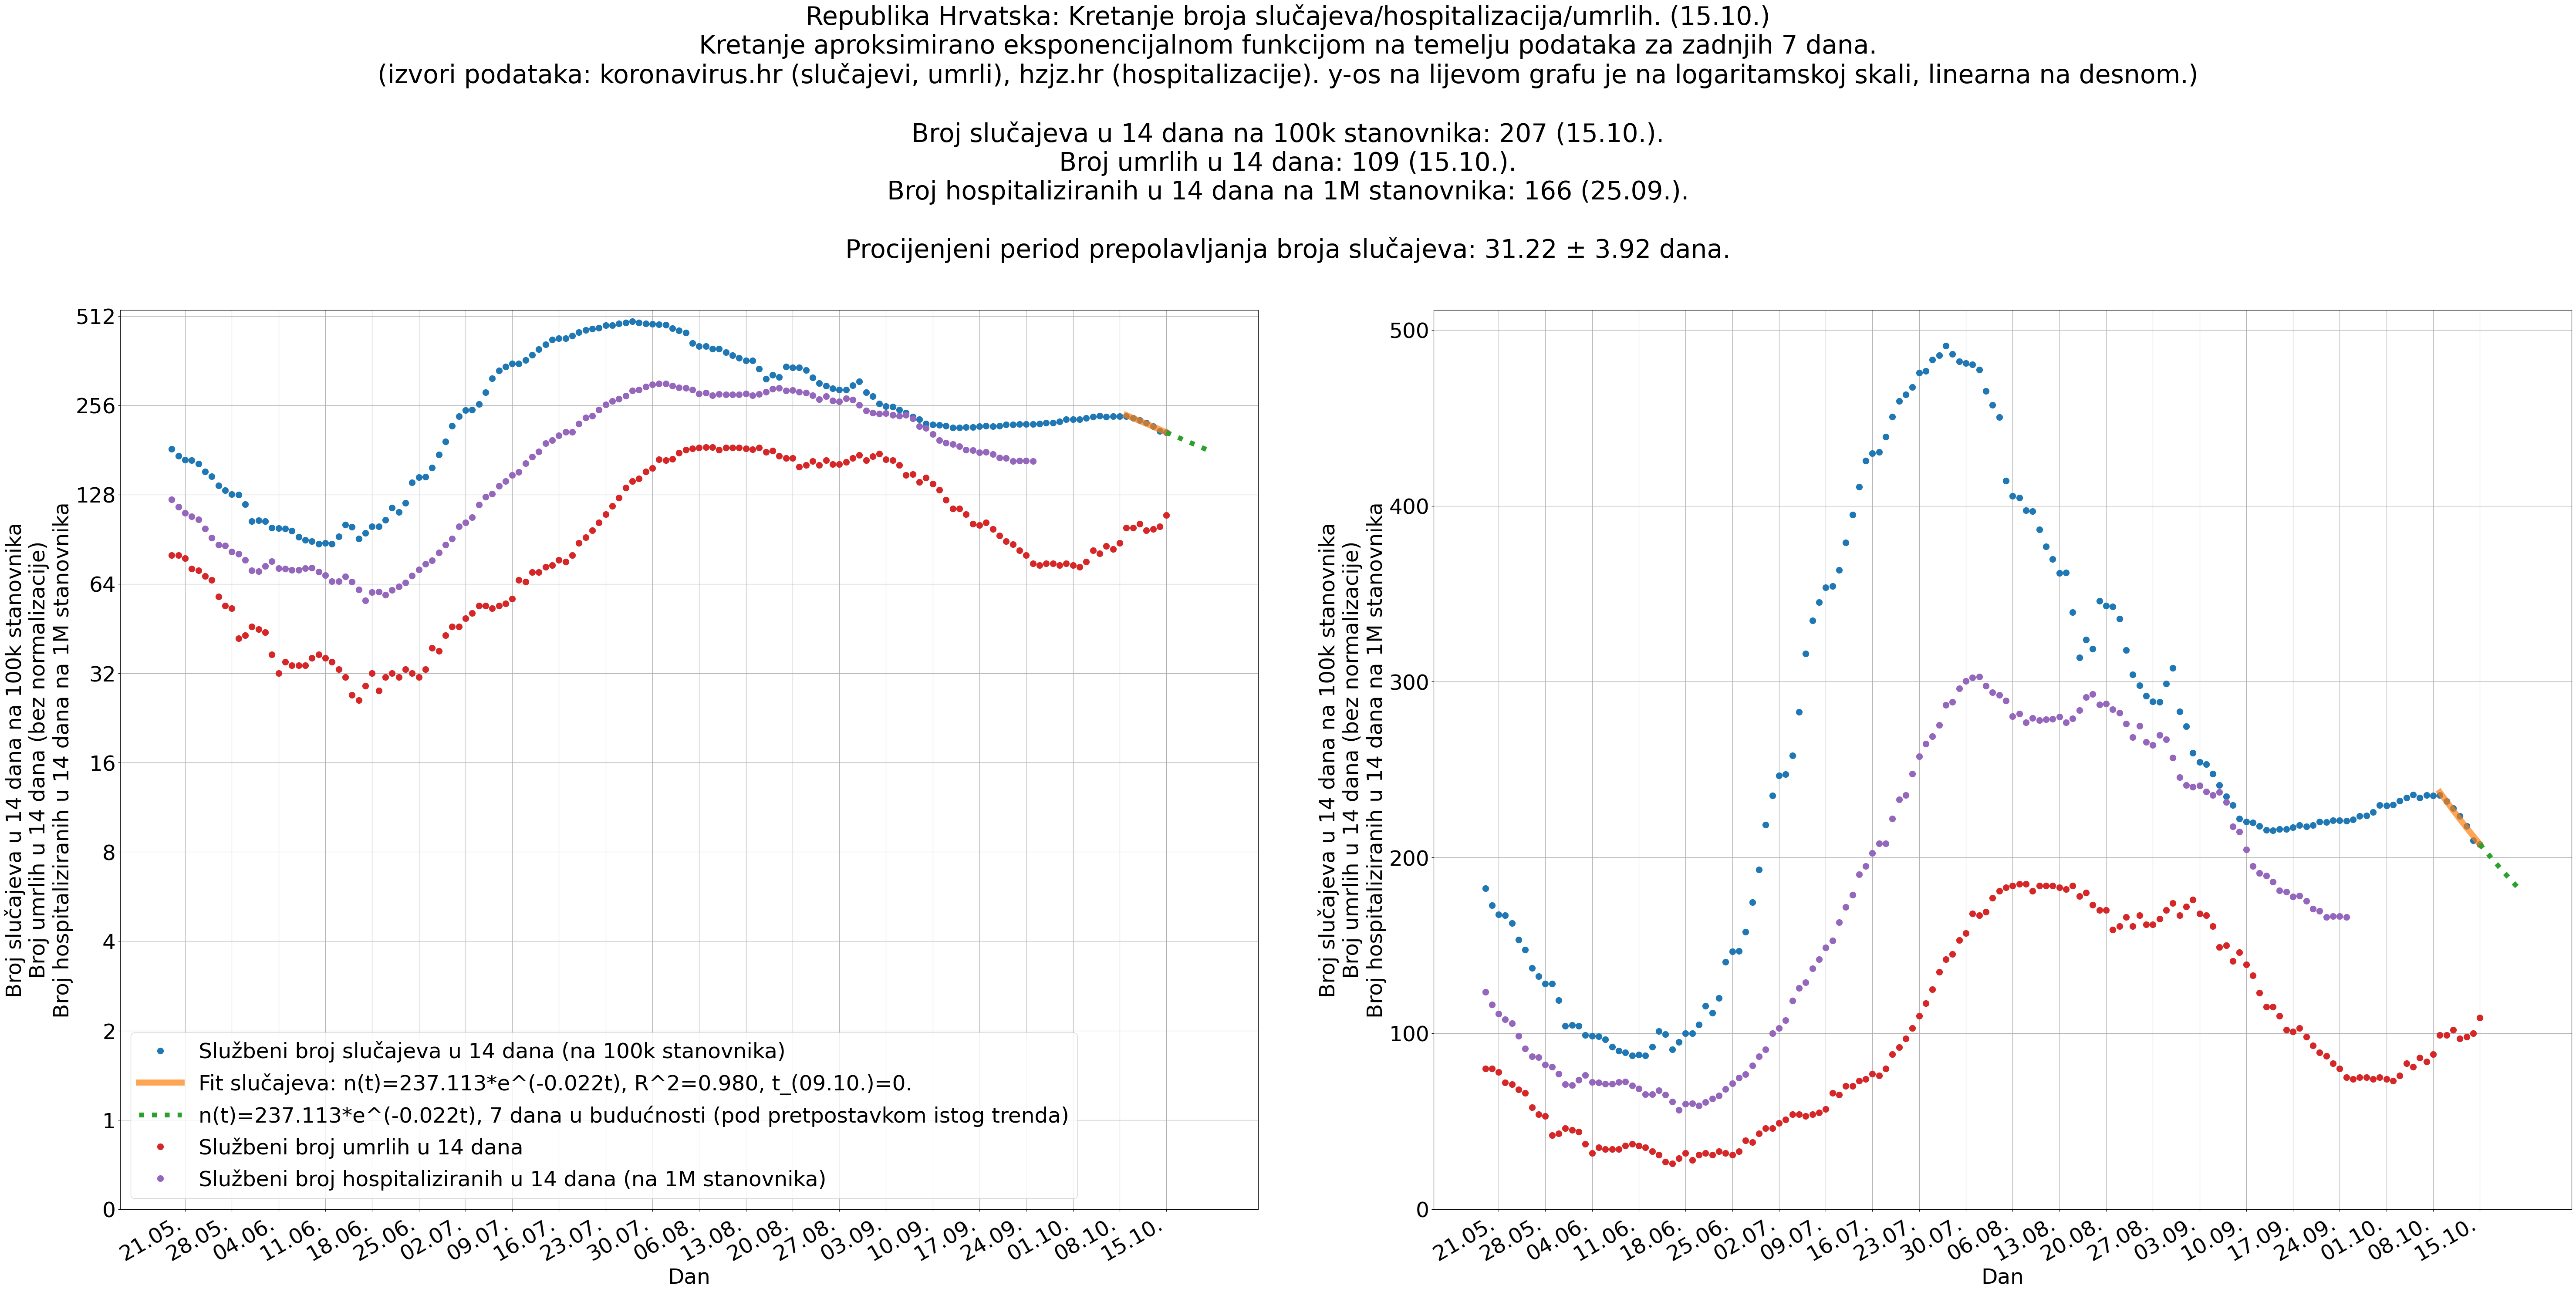 Republika Hrvatska: Kretanje broja slučajeva/hospitalizacija/umrlih. (15.10.)
Kretanje aproksimirano eksponencijalnom funkcijom na temelju podataka za zadnjih 7 dana.
(izvori podataka: koronavirus.hr (slučajevi, umrli), hzjz.hr (hospitalizacije). y-os na lijevom grafu je na logaritamskoj skali, linearna na desnom.)
Broj slučajeva u 14 dana na 100k stanovnika: 207 (15.10.).
Broj umrlih u 14 dana: 109 (15.10.).
Broj hospitaliziranih u 14 dana na 1M stanovnika: 166 (25.09.).
Procijenjeni period prepolavljanja broja slučajeva: 31.22 ± 3.92 dana.
Broj slučajeva u 14 dana na 100k stanovnika
Broj umrlih u 14 dana (bez normalizacije)
Broj hospitaliziranih u 14 dana na 1M stanovnika
512
256
128
64
32
16
8
4
2
1
0
Službeni broj slučajeva u 14 dana (na 100k stanovnika)
Fit slučajeva: n(t)=237.113*e^(-0.022t), R^2=0.980, t_(09.10.)=0.
n(t)=237.113*e^(-0.022t), 7 dana u budućnosti (pod pretpostavkom istog trenda)
Službeni broj umrlih u 14 dana
Službeni broj hospitaliziranih u 14 dana (na 1M stanovnika)
21.05. 28.05. 04.06. 11.06. 18.06. 25.06. 02.07. 09.07. 16.07. 23.07. 30.07. 06.08. 13.08. 20.08. 27.08. 03.09. 10.09. 17.09. 24.09. 01.10. 08.10. 15.10.
Dan
Broj slučajeva u 14 dana na 100k stanovnika
Broj umrlih u 14 dana (bez normalizacije)
Broj hospitaliziranih u 14 dana na 1M stanovnika
500
400
300
200
100
0
21.05. 28.05. 04.06. 11.06. 18.06. 25.06. 02.07. 09.07. 16.07. 23.07. 30.07. 06.08. 13.08. 20.08. 27.08. 03.09. 10.09. 17.09. 24.09. 01.10. 08.10. 15.10.
Dan